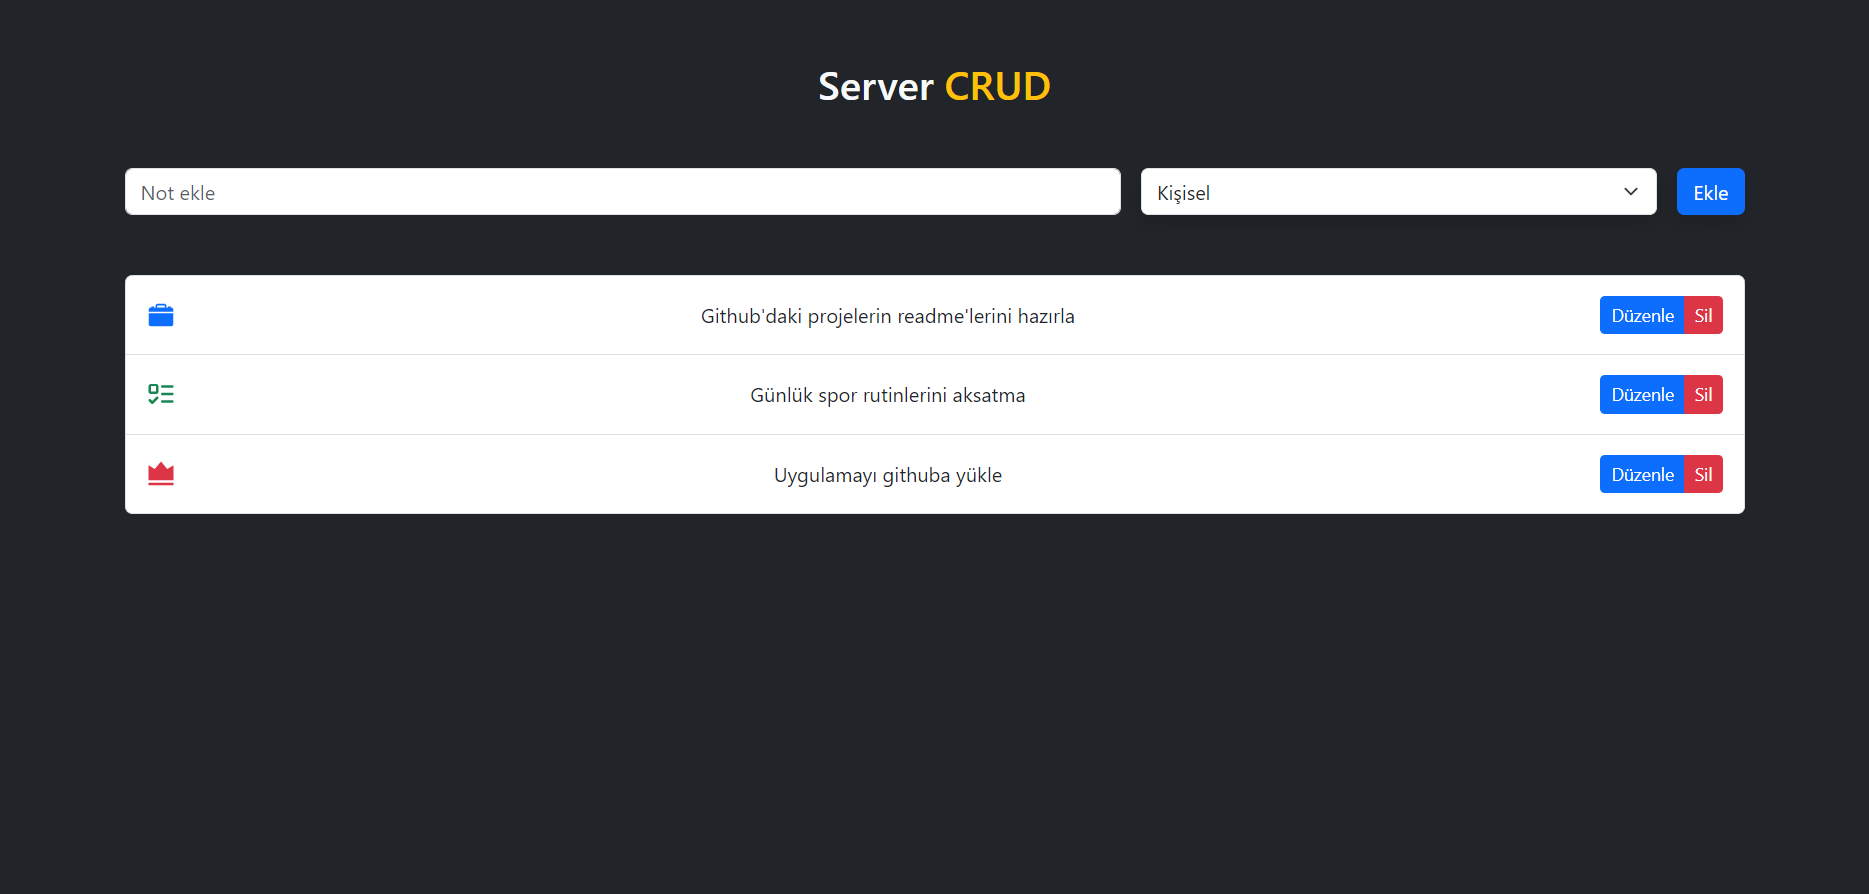 Server CRUD
Not ekle
Kişisel
Ekle
Github'daki projelerin readme'lerini hazırla
Düzenle Sil
Günlük spor rutinlerini aksatma
Düzenle Sil
Uygulamayı githuba yükle
Düzenle Sil